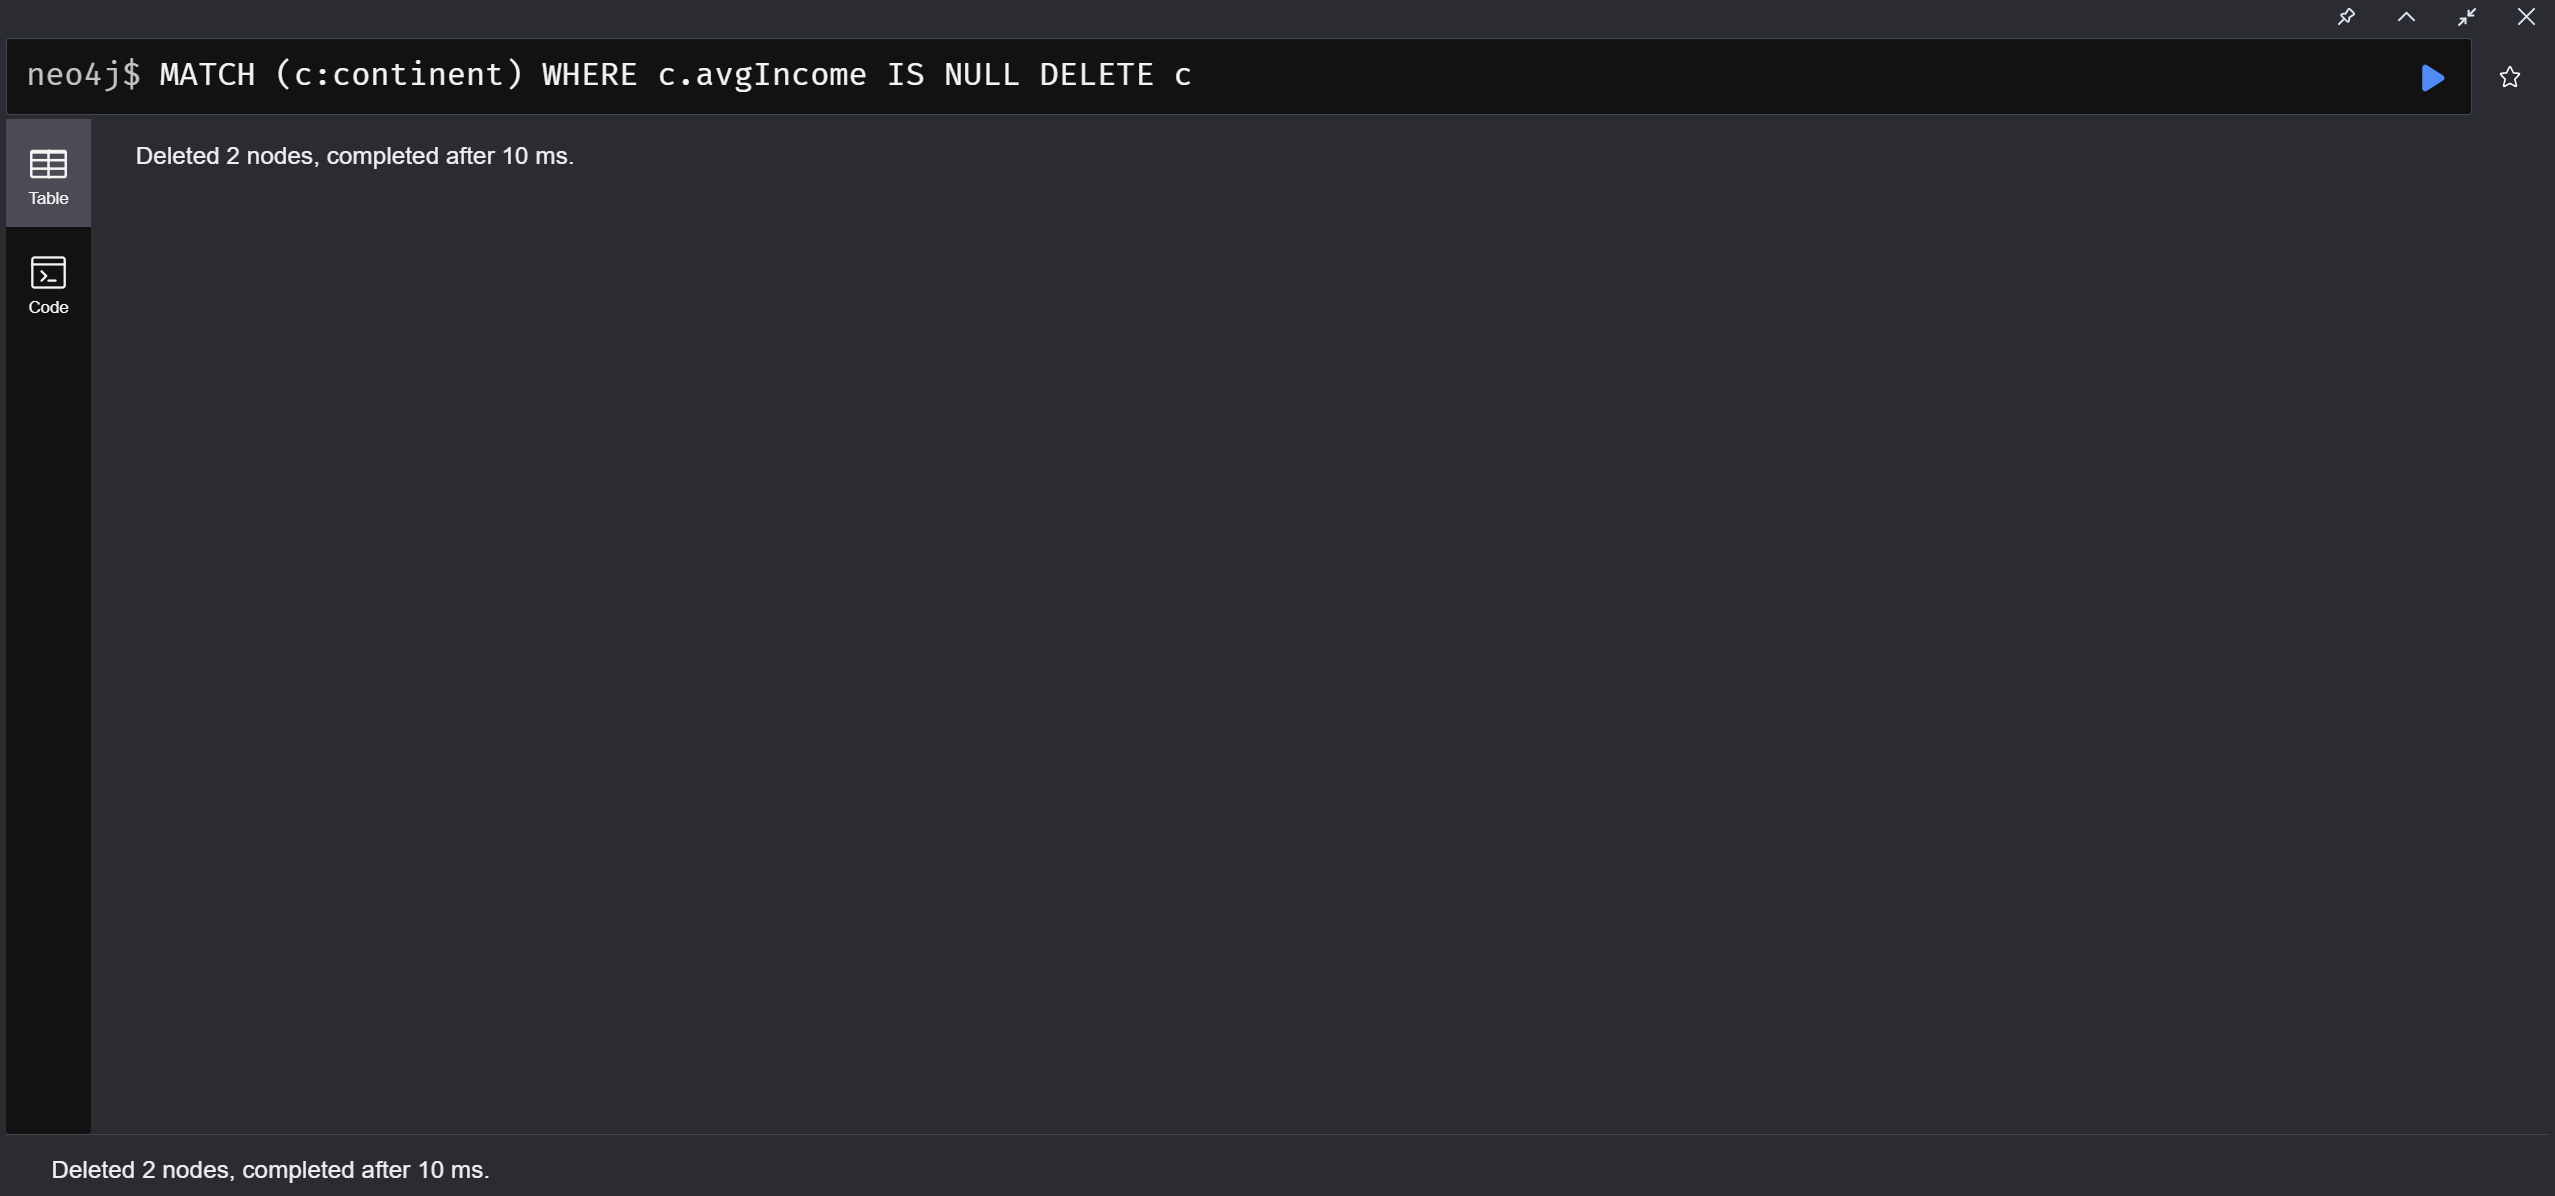 neo4j$ MATCH (c:continent) WHERE c.avgIncome IS NULL DELETE c
Deleted 2 nodes, completed after 10 ms.
Table
Code
Deleted 2 nodes, completed after 10 ms.